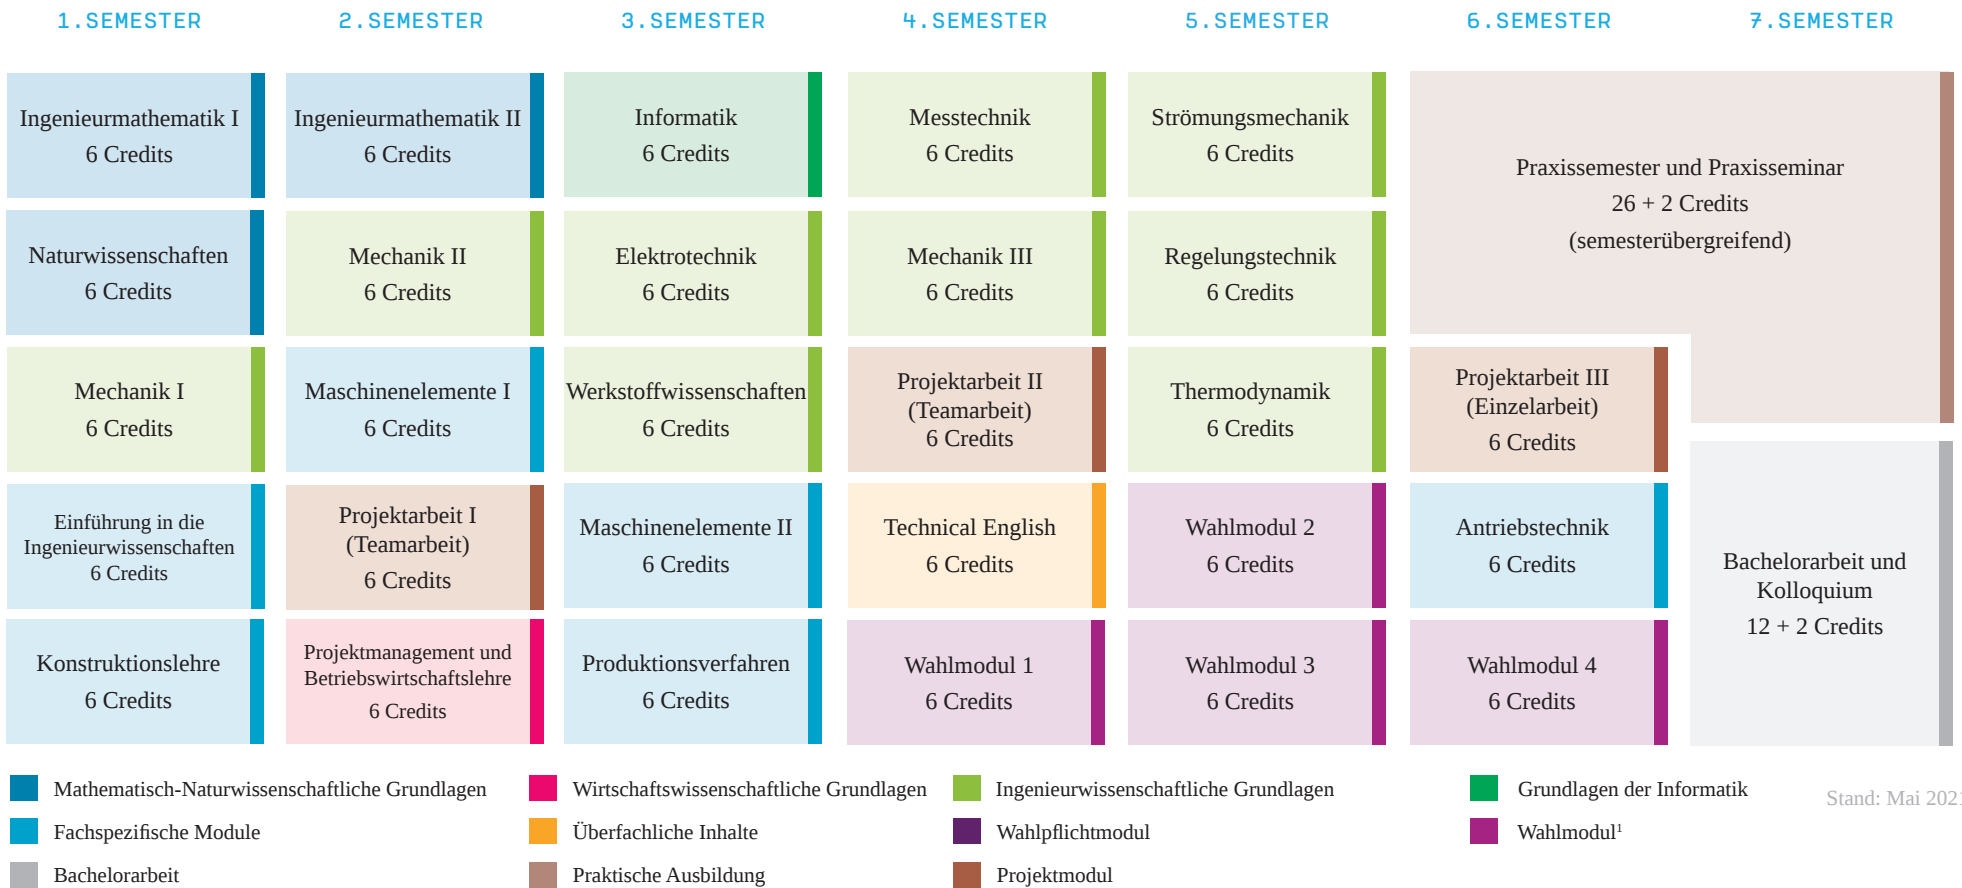 1.SEMESTER
2.SEMESTER
3.SEMESTER
4.SEMESTER
5.SEMESTER
6.SEMESTER
7.SEMESTER
Ingenieurmathematik I
6 Credits
Ingenieurmathematik II
6 Credits
Informatik
6 Credits
Messtechnik
6 Credits
Strömungsmechanik
6 Credits
Praxissemester und Praxisseminar
26 + 2 Credits
(semesterübergreifend)
Naturwissenschaften
6 Credits
Mechanik II
6 Credits
Elektrotechnik
6 Credits
Mechanik III
6 Credits
Regelungstechnik
6 Credits
Mechanik I
6 Credits
Maschinenelemente I
6 Credits
Werkstoffwissenschaften
6 Credits
Projektarbeit II
(Teamarbeit)
6 Credits
Thermodynamik
6 Credits
Projektarbeit III
(Einzelarbeit)
6 Credits
Einführung in die
Ingenieurwissenschaften
6 Credits
Projektarbeit I
(Teamarbeit)
6 Credits
Maschinenelemente II
6 Credits
Technical English
6 Credits
Wahlmodul 2
6 Credits
Antriebstechnik
6 Credits
Bachelorarbeit und
Kolloquium
12 + 2 Credits
Konstruktionslehre
6 Credits
Projektmanagement und
Betriebswirtschaftslehre
6 Credits
Produktionsverfahren
6 Credits
Wahlmodul 1
6 Credits
Wahlmodul 3
6 Credits
Wahlmodul 4
6 Credits
Mathematisch-Naturwissenschaftliche Grundlagen
Wirtschaftswissenschaftliche Grundlagen
Ingenieurwissenschaftliche Grundlagen
Grundlagen der Informatik
Stand: Mai 2021
Fachspezifische Module
Überfachliche Inhalte
Wahlpflichtmodul
Wahlmodul¹
Bachelorarbeit
Praktische Ausbildung
Projektmodul